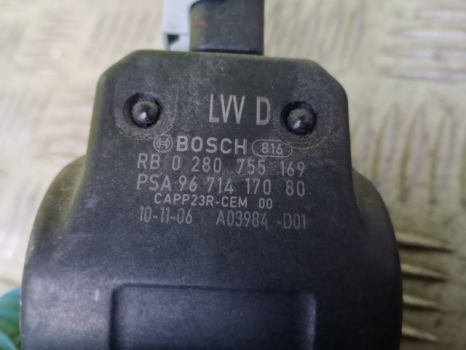 LW D
BOSCH 816
RB 0 280 755 169
PSA 96 714 170 80
CAPP23R-CEM 00
10-11-06 A03984 -D01